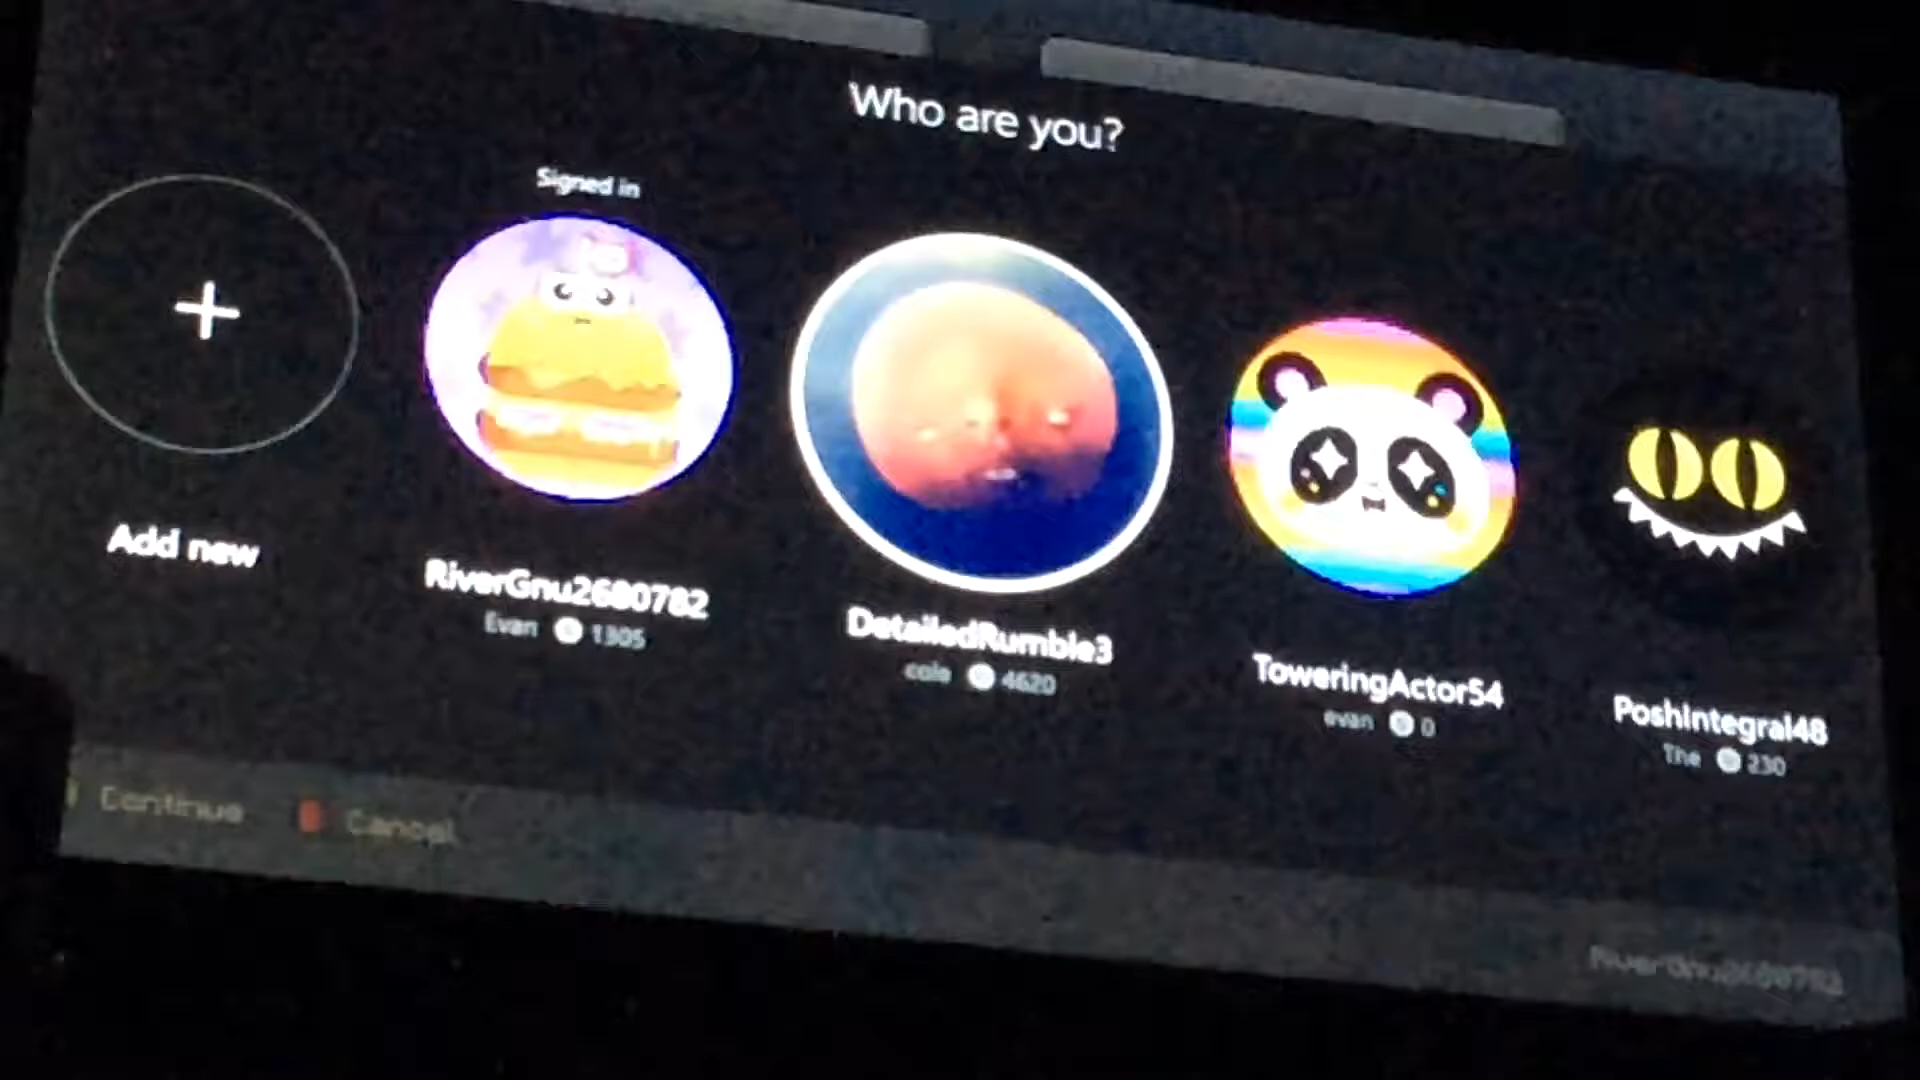 Who are you?
Signed in
Add new
RiverGnu2680782
Evan 1305
DetailedRumble3
cole 4620
ToweringActor54
evan 0
PoshIntegral48
The 230
Continue
Cancel
RiverGnu2680782